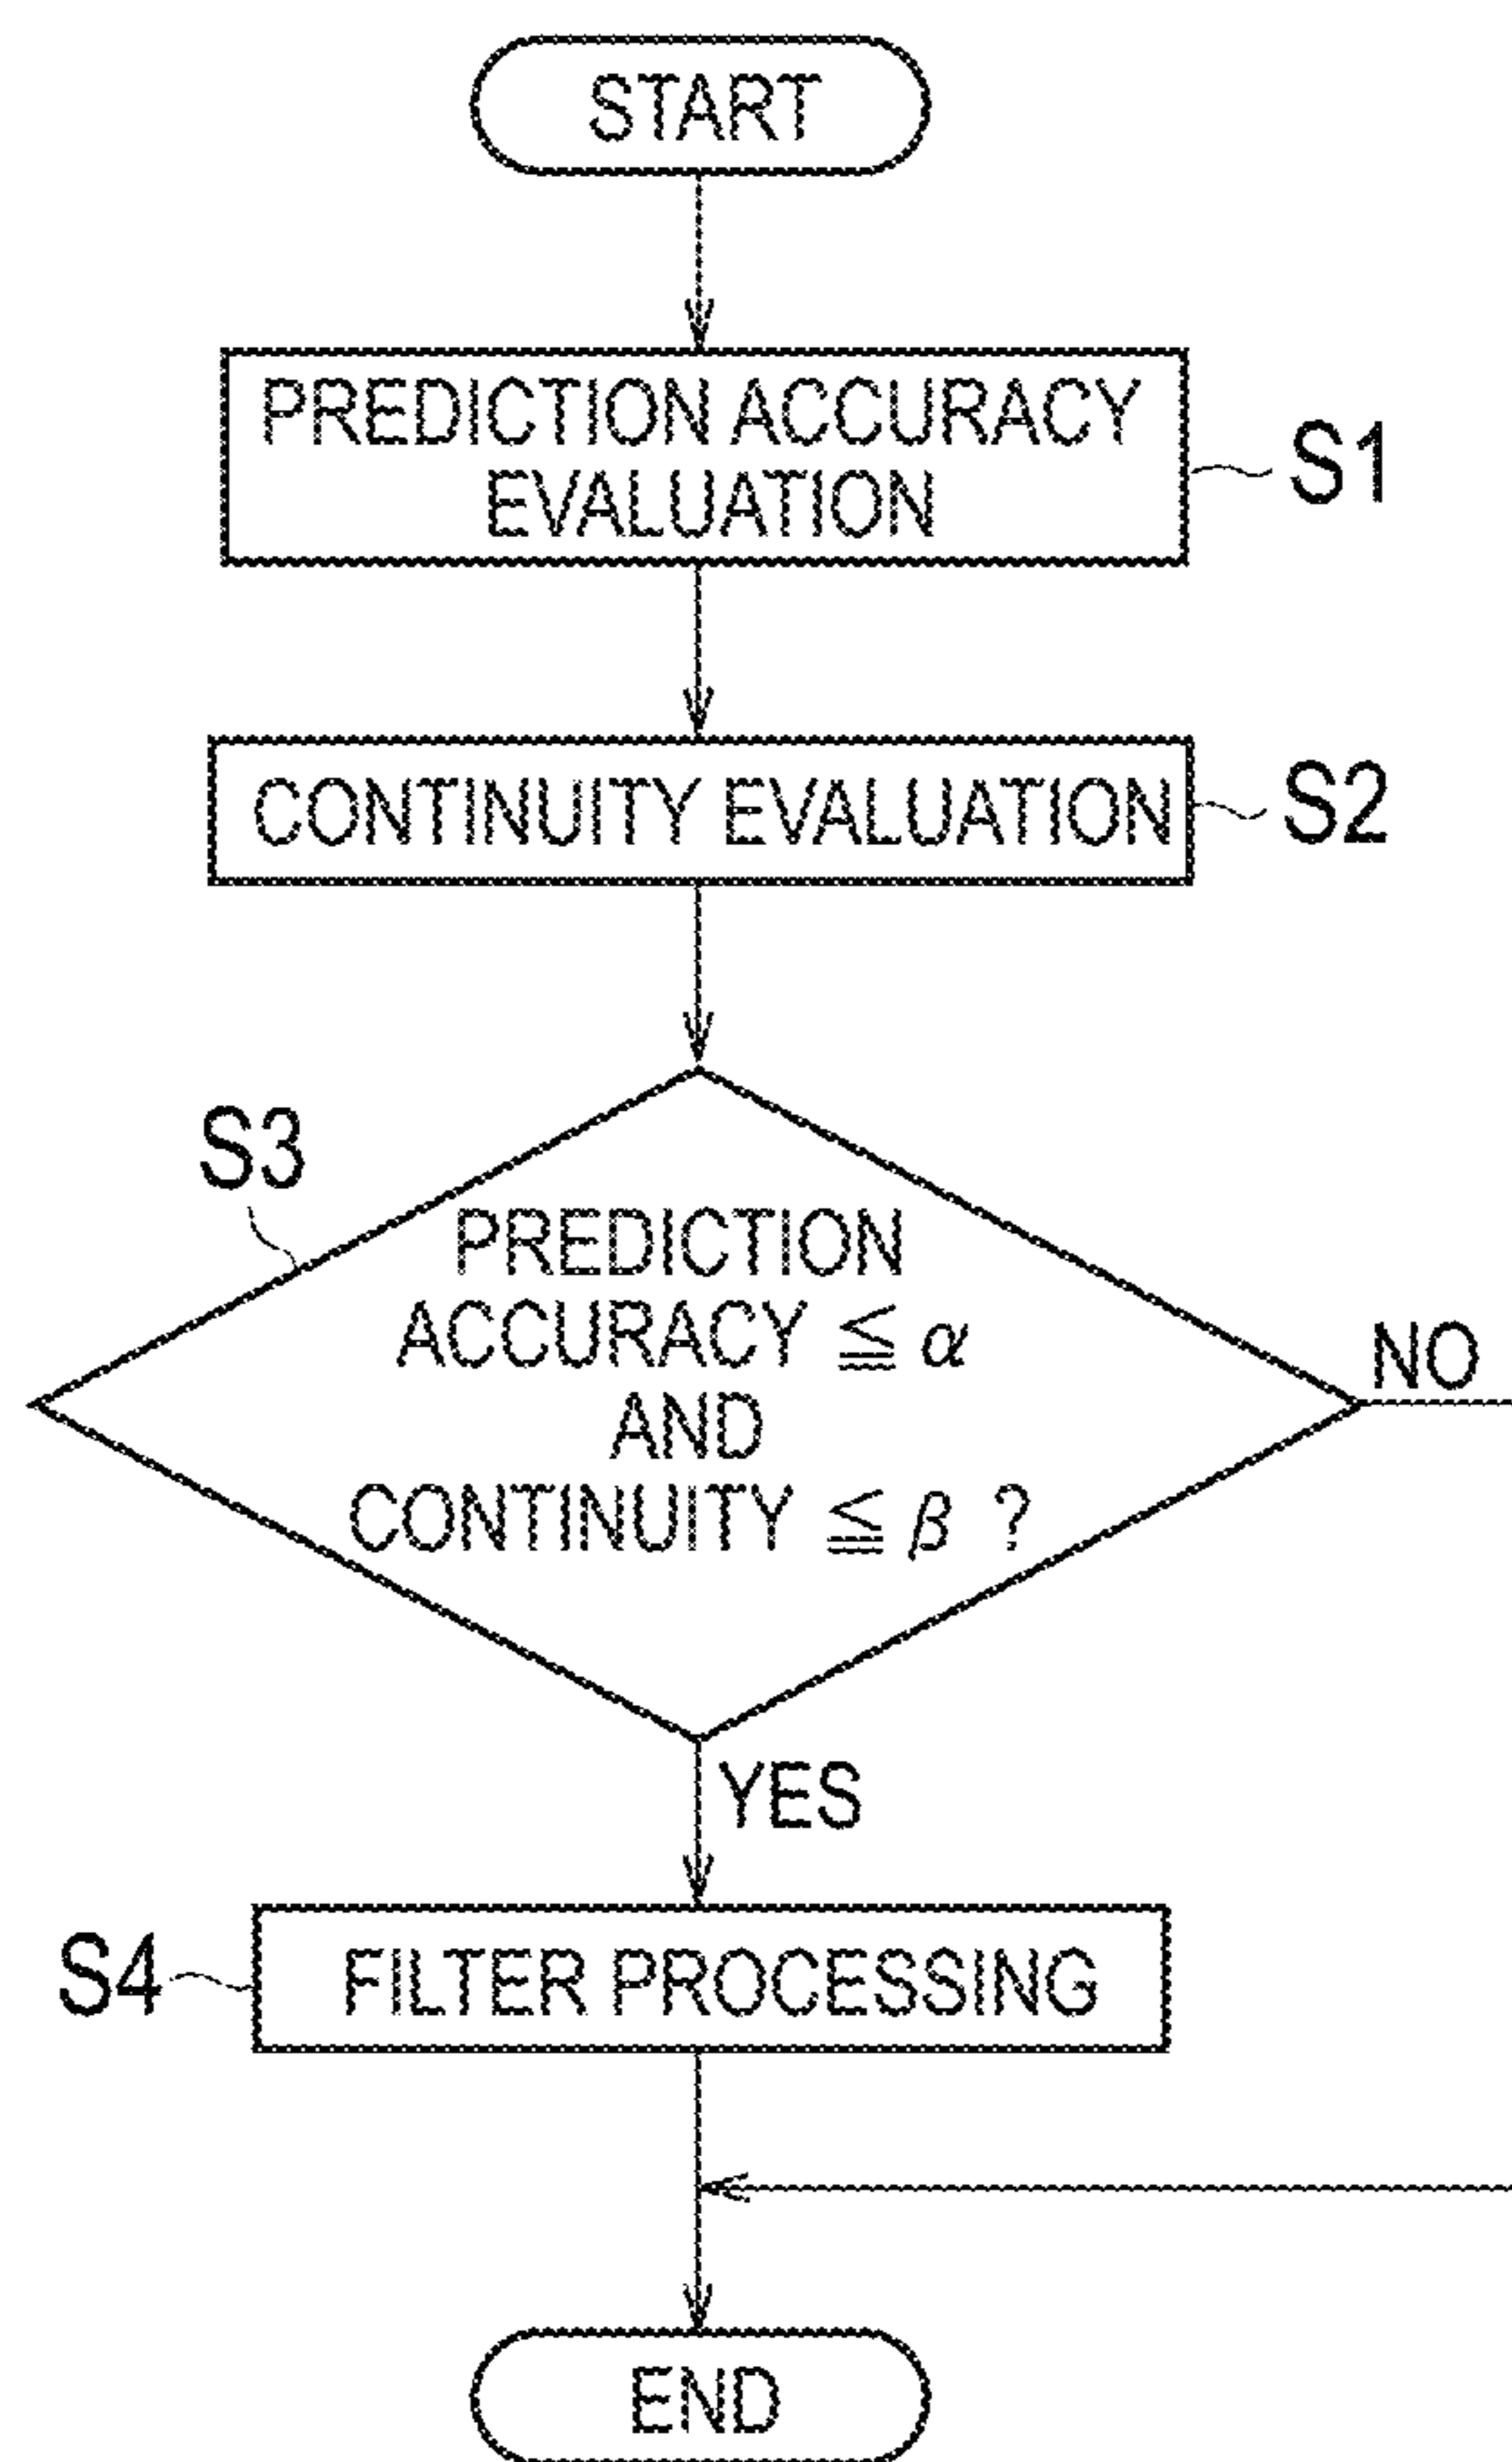 START
PREDICTION ACCURACY
EVALUATION
S1
CONTINUITY EVALUATION
S2
S3
PREDICTION
ACCURACY ≦ α
AND
CONTINUITY ≦ β ?
NO
YES
S4
FILTER PROCESSING
END